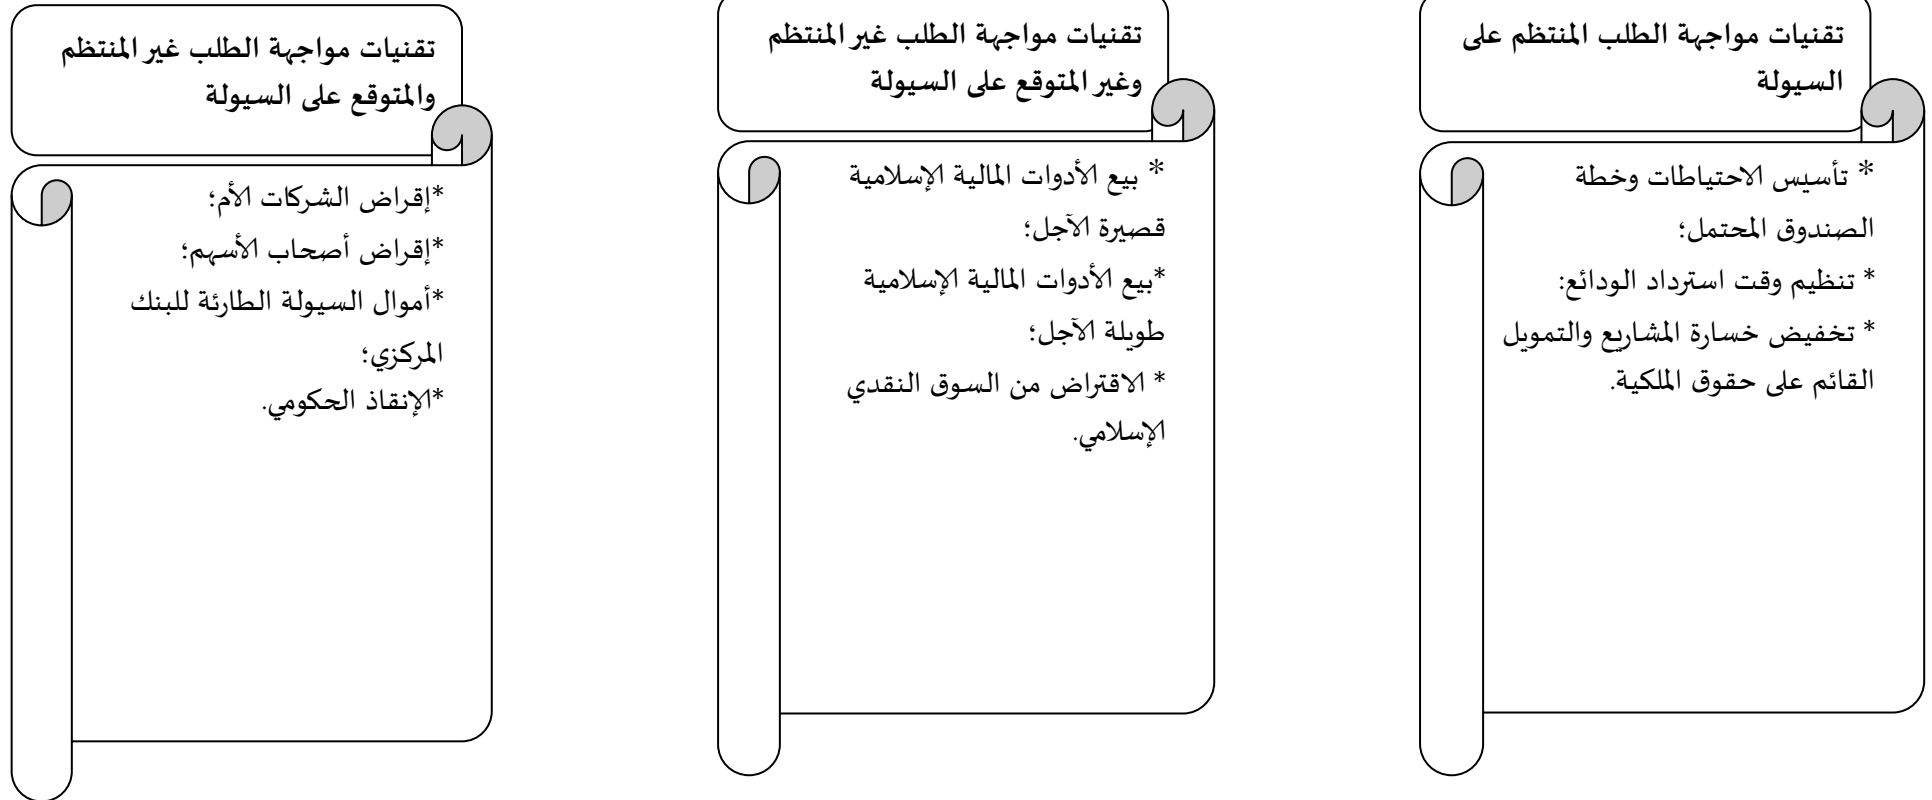 تقنيات مواجهة الطلب المنتظم على
السيولة
* تأسيس الاحتياطات وخطة
الصندوق المحتمل؛
* تنظيم وقت استرداد الودائع:
* تخفيض خسارة المشاريع والتمويل
القائم على حقوق الملكية.
تقنيات مواجهة الطلب غير المنتظم
وغير المتوقع على السيولة
* بيع الأدوات المالية الإسلامية
قصيرة الآجل؛
*بيع الأدوات المالية الإسلامية
طويلة الآجل؛
* الاقتراض من السوق النقدي
الإسلامي.
تقنيات مواجهة الطلب غير المنتظم
والمتوقع على السيولة
*إقراض الشركات الأم؛
*إقراض أصحاب الأسهم؛
*أموال السيولة الطارئة للبنك
المركزي؛
*الإنقاذ الحكومي.